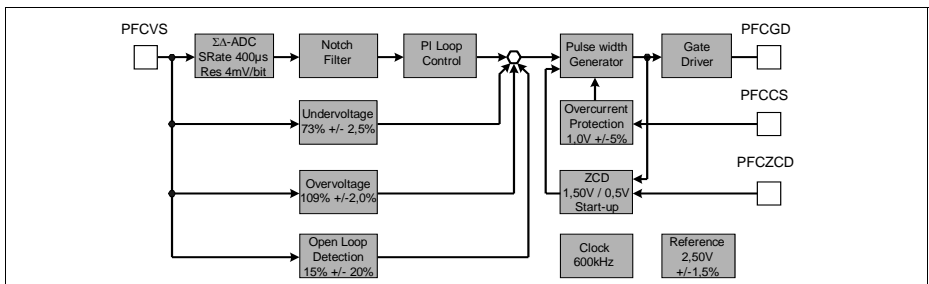 PFCVS
ΣΔ-ADC
SRate 400µs
Res 4mV/bit
Notch
Filter
PI Loop
Control
Pulse width
Generator
Gate
Driver
PFCGD
Undervoltage
73% +/- 2,5%
Overcurrent
Protection
1,0V +/-5%
PFCCS
Overvoltage
109% +/-2,0%
ZCD
1,50V / 0,5V
Start-up
PFCZCD
Open Loop
Detection
15% +/- 20%
Clock
600kHz
Reference
2,50V
+/-1,5%